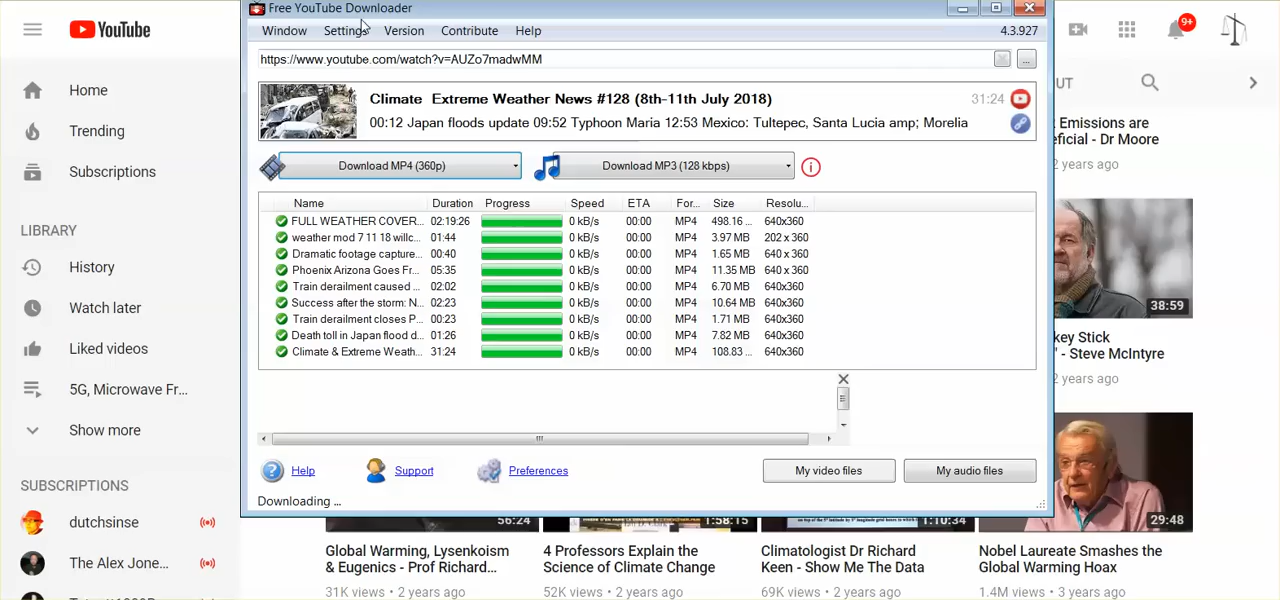 Free YouTube Downloader
YouTube
9+
Window Settings Version Contribute Help 4.3.927
https://www.youtube.com/watch?v=AUZo7madwMM ...
Home
Trending
Subscriptions
LIBRARY
History
Watch later
Liked videos
5G, Microwave Fr...
Show more
SUBSCRIPTIONS
dutchsinse
The Alex Jone...
Climate Extreme Weather News #128 (8th-11th July 2018) 31:24
00:12 Japan floods update 09:52 Typhoon Maria 12:53 Mexico: Tultepec, Santa Lucia amp; Morelia
Download MP4 (360p) Download MP3 (128 kbps)
Name Duration Progress Speed ETA For... Size Resolu...
FULL WEATHER COVER... 02:19:26 0 kB/s 00:00 MP4 498.16 ... 640x360
weather mod 7 11 18 willc... 01:44 0 kB/s 00:00 MP4 3.97 MB 202 x 360
Dramatic footage capture... 00:40 0 kB/s 00:00 MP4 1.65 MB 640 x 360
Phoenix Arizona Goes Fr... 05:35 0 kB/s 00:00 MP4 11.35 MB 640 x 360
Train derailment caused ... 02:02 0 kB/s 00:00 MP4 6.70 MB 640x360
Success after the storm: N... 02:23 0 kB/s 00:00 MP4 10.64 MB 640x360
Train derailment closes P... 00:23 0 kB/s 00:00 MP4 1.71 MB 640x360
Death toll in Japan flood d... 01:26 0 kB/s 00:00 MP4 7.82 MB 640x360
Climate & Extreme Weath... 31:24 0 kB/s 00:00 MP4 108.83 ... 640x360
Help Support Preferences My video files My audio files
Downloading ...
UT
Emissions are
eficial - Dr Moore
2 years ago
38:59
key Stick
" - Steve McIntyre
2 years ago
56:24 1:58:15 1:10:34 29:48
Global Warming, Lysenkoism
& Eugenics - Prof Richard...
31K views • 2 years ago
4 Professors Explain the
Science of Climate Change
52K views • 2 years ago
Climatologist Dr Richard
Keen - Show Me The Data
69K views • 2 years ago
Nobel Laureate Smashes the
Global Warming Hoax
1.4M views • 3 years ago